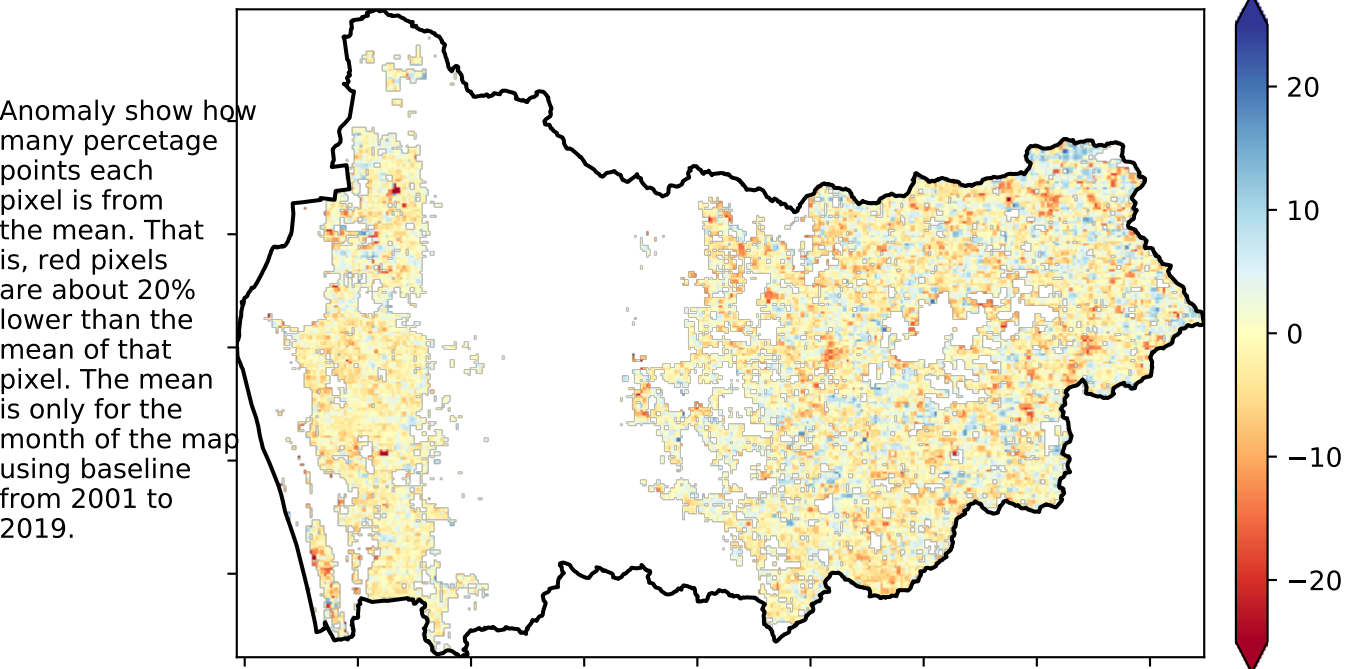 Anomaly show how
many percetage
points each
pixel is from
the mean. That
is, red pixels
are about 20%
lower than the
mean of that
pixel. The mean
is only for the
month of the map
using baseline
from 2001 to
2019.
20
10
0
−10
−20